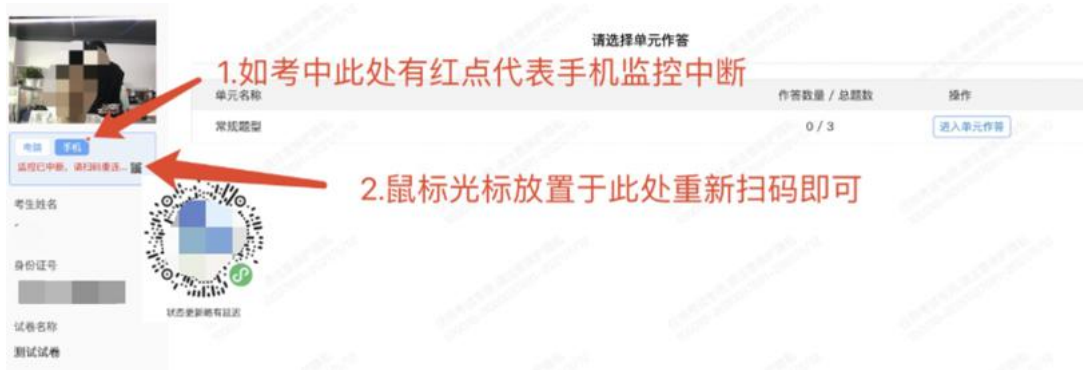 请选择单元作答
1.如考中此处有红点代表手机监控中断
单元名称 作答数量 / 总题数 操作
常规题型 0 / 3 进入单元作答
电脑 手机
监控已中断，请扫码重连...
2.鼠标光标放置于此处重新扫码即可
考生姓名
-
身份证号
状态更新略有延迟
试卷名称
测试试卷